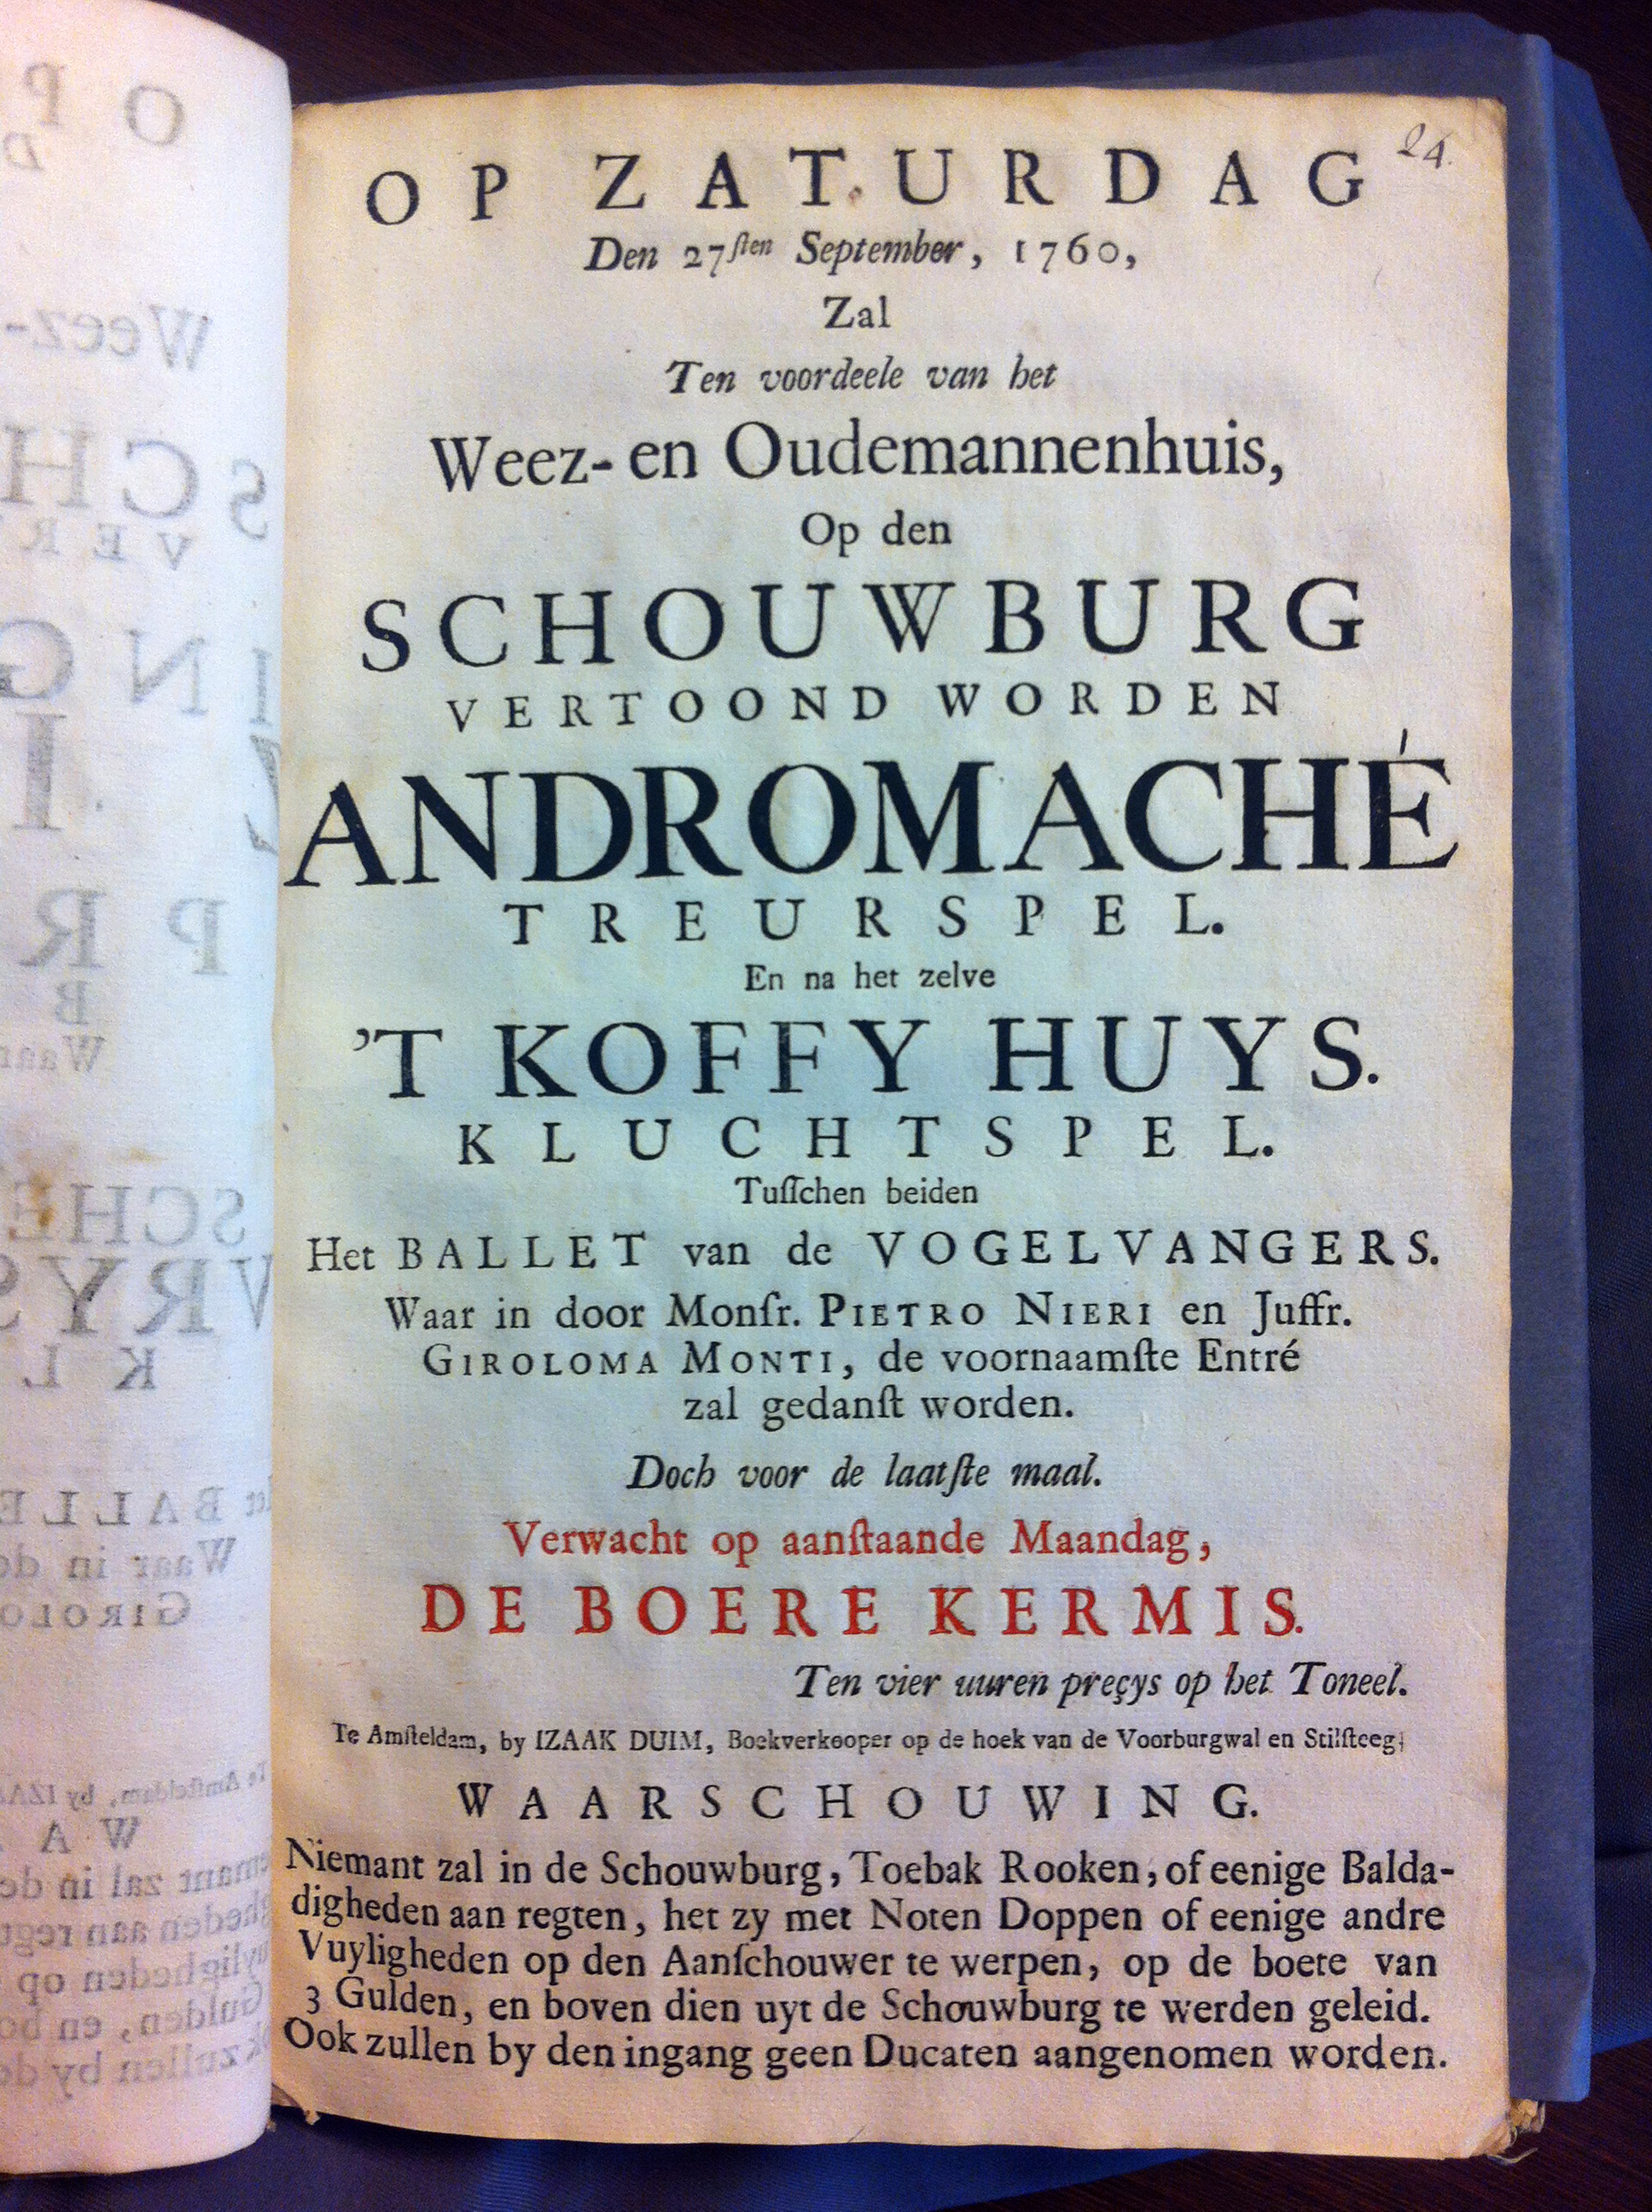 24.
OP ZATURDAG
Den 27ſten September, 1760,
Zal
Ten voordeele van het
Weez- en Oudemannenhuis,
Op den
SCHOUWBURG
VERTOOND WORDEN
ANDROMACHÉ
TREURSPEL.
En na het zelve
'T KOFFY HUYS.
KLUCHTSPEL.
Tuſſchen beiden
Het BALLET van de VOGELVANGERS.
Waar in door Monſr. PIETRO NIERI en Juffr.
GIROLOMA MONTI, de voornaamſte Entré
zal gedanſt worden.
Doch voor de laatſte maal.
Verwacht op aanſtaande Maandag,
DE BOERE KERMIS.
Ten vier uuren preçys op het Toneel.
Te Amſteldam, by IZAAK DUIM, Boekverkooper op de hoek van de Voorburgwal en Stilſteeg.
WAARSCHOUWING.
Niemant zal in de Schouwburg, Toebak Rooken, of eenige Balda-
digheden aan regten, het zy met Noten Doppen of eenige andre
Vuyligheden op den Aanſchouwer te werpen, op de boete van
3 Gulden, en boven dien uyt de Schouwburg te werden geleid.
Ook zullen by den ingang geen Ducaten aangenomen worden.